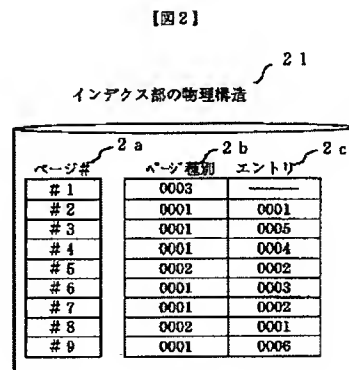 【図2】
21
インデクス部の物理構造
2a 2b 2c
ページ# ページ種別 エントリ
#1 0003 ———
#2 0001 0001
#3 0001 0005
#4 0001 0004
#5 0002 0002
#6 0001 0003
#7 0001 0002
#8 0002 0001
#9 0001 0006